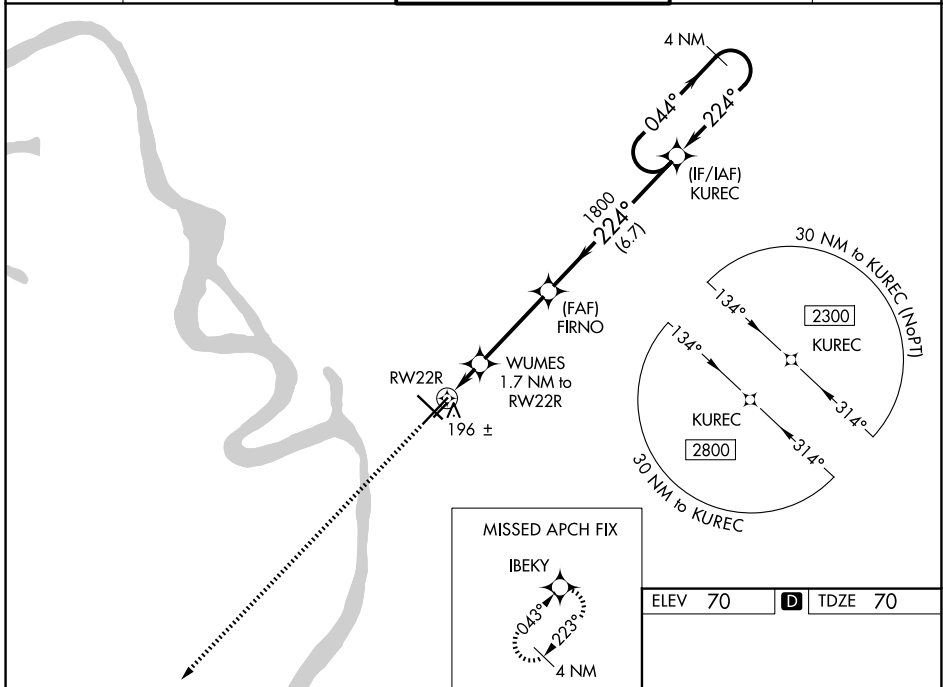 4 NM
044°
224°
(IF/IAF)
KUREC
1800
224°
(6.7)
30 NM to KUREC (NoPT)
134°
2300
KUREC
314°
(FAF)
FIRNO
134°
KUREC
2800
314°
30 NM to KUREC
WUMES
1.7 NM to
RW22R
RW22R
196 ±
MISSED APCH FIX
IBEKY
043°
223°
4 NM
ELEV 70 D TDZE 70